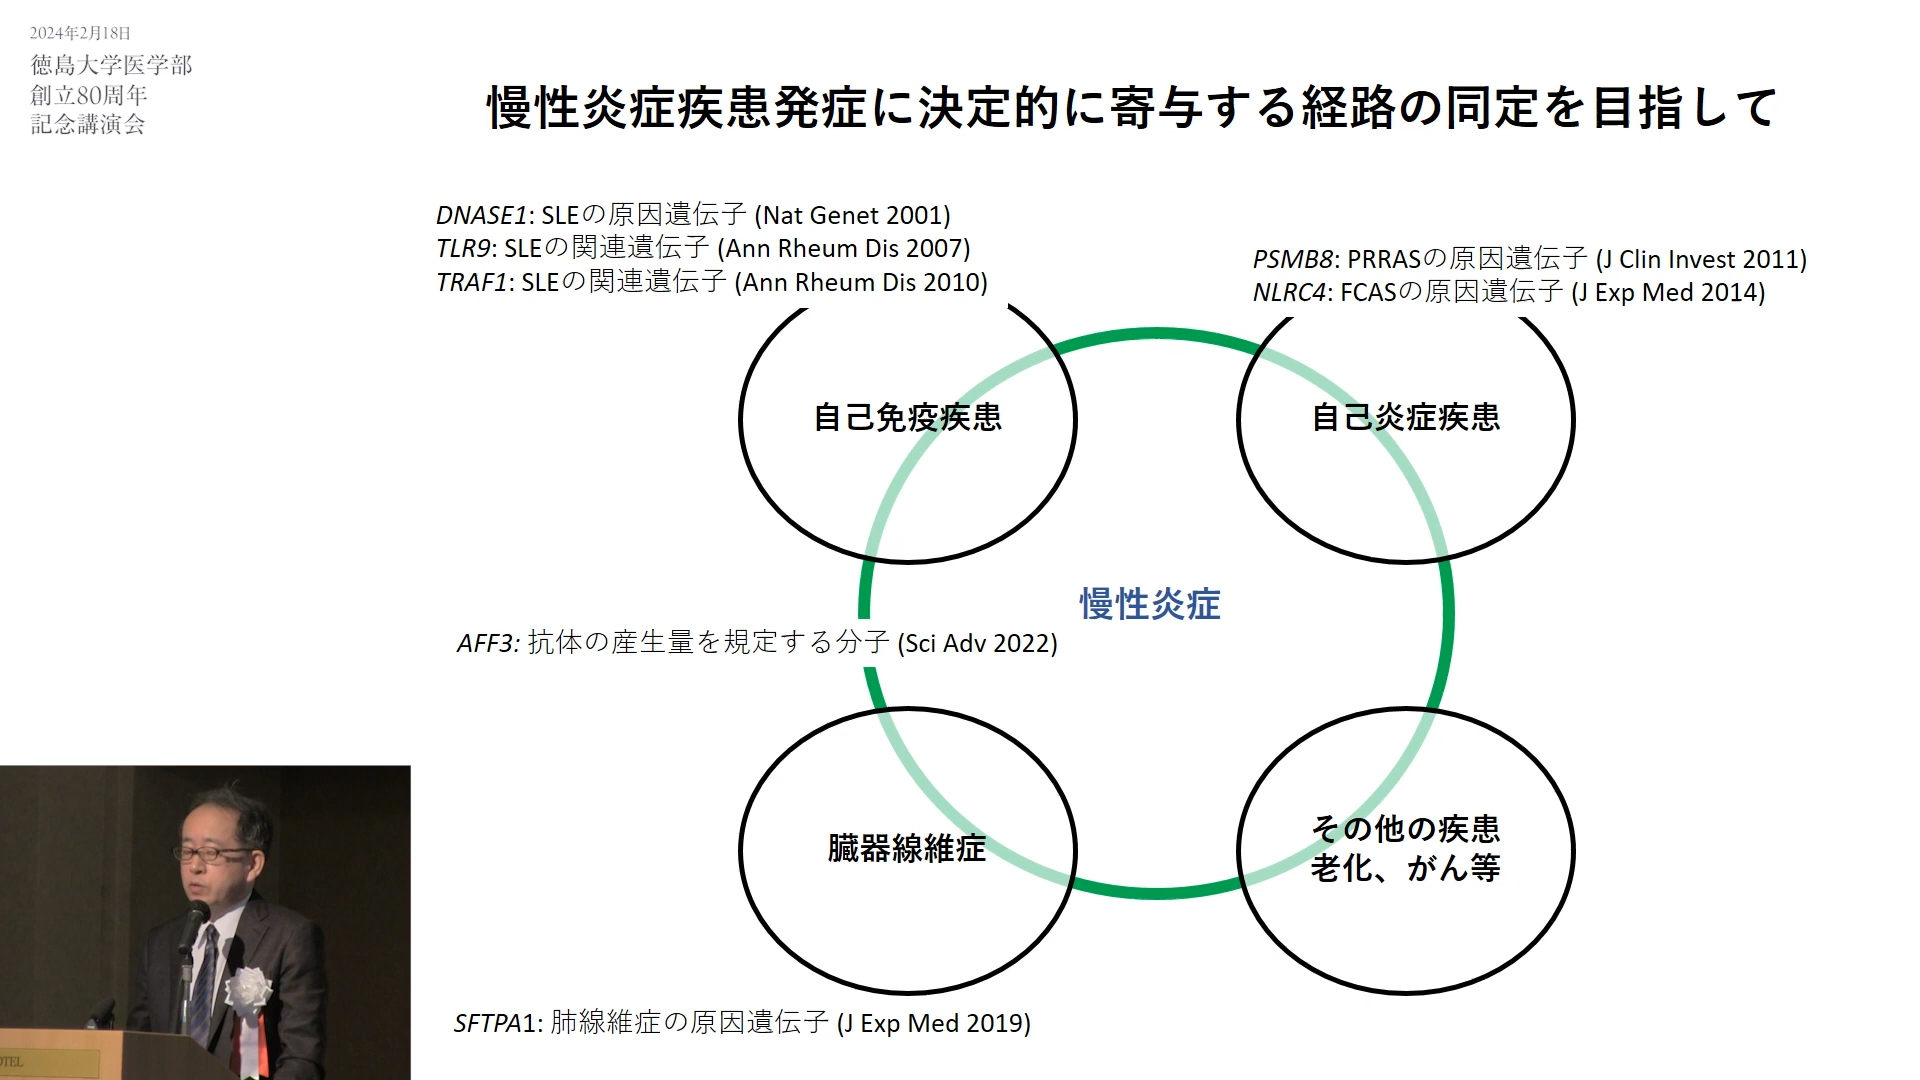 2024年2月18日
徳島大学医学部
創立80周年
記念講演会
慢性炎症疾患発症に決定的に寄与する経路の同定を目指して
DNASE1: SLEの原因遺伝子 (Nat Genet 2001)
TLR9: SLEの関連遺伝子 (Ann Rheum Dis 2007)
TRAF1: SLEの関連遺伝子 (Ann Rheum Dis 2010)
PSMB8: PRRASの原因遺伝子 (J Clin Invest 2011)
NLRC4: FCASの原因遺伝子 (J Exp Med 2014)
自己免疫疾患
自己炎症疾患
慢性炎症
AFF3: 抗体の産生量を規定する分子 (Sci Adv 2022)
臓器線維症
その他の疾患
老化、がん等
SFTPA1: 肺線維症の原因遺伝子 (J Exp Med 2019)
OTEL